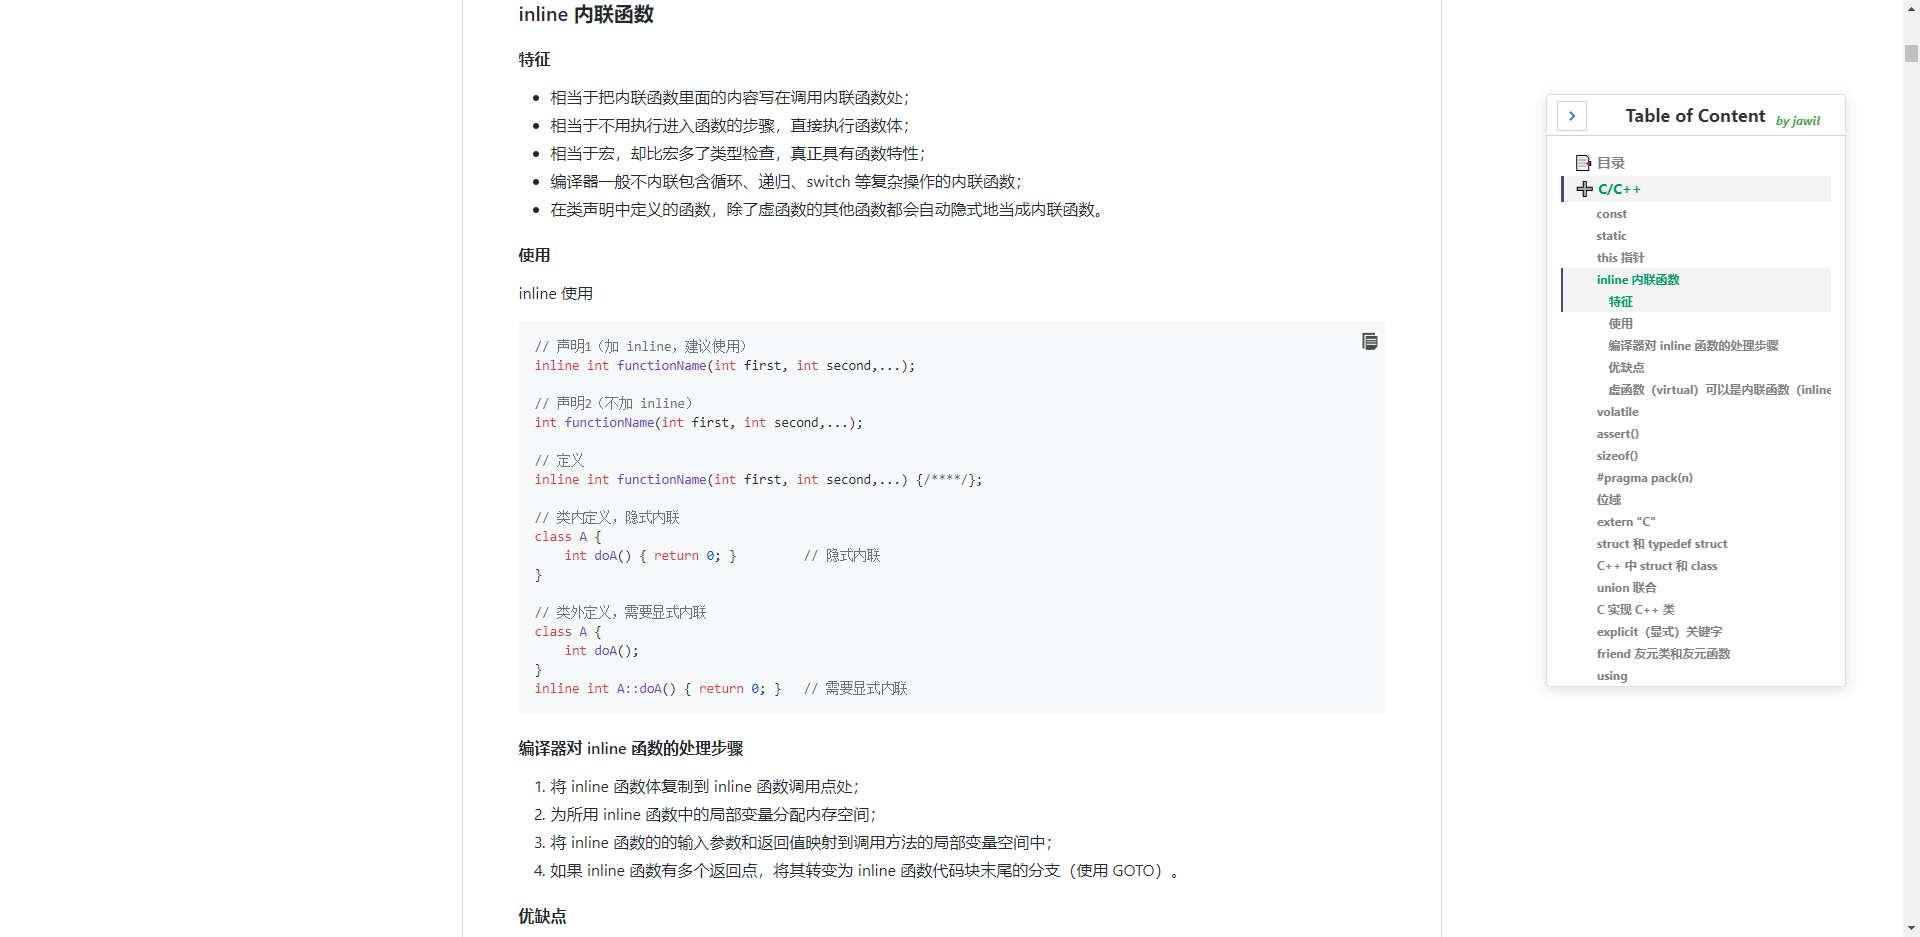 inline 内联函数
特征
相当于把内联函数里面的内容写在调用内联函数处；
相当于不用执行进入函数的步骤，直接执行函数体；
相当于宏，却比宏多了类型检查，真正具有函数特性；
编译器一般不内联包含循环、递归、switch 等复杂操作的内联函数；
在类声明中定义的函数，除了虚函数的其他函数都会自动隐式地当成内联函数。
使用
inline 使用
// 声明1（加 inline，建议使用）
inline int functionName(int first, int second,...);
// 声明2（不加 inline）
int functionName(int first, int second,...);
// 定义
inline int functionName(int first, int second,...) {/****/};
// 类内定义，隐式内联
class A {
    int doA() { return 0; }         // 隐式内联
}
// 类外定义，需要显式内联
class A {
    int doA();
}
inline int A::doA() { return 0; }   // 需要显式内联
编译器对 inline 函数的处理步骤
1. 将 inline 函数体复制到 inline 函数调用点处；
2. 为所用 inline 函数中的局部变量分配内存空间；
3. 将 inline 函数的的输入参数和返回值映射到调用方法的局部变量空间中；
4. 如果 inline 函数有多个返回点，将其转变为 inline 函数代码块末尾的分支（使用 GOTO）。
优缺点
Table of Content by jawil
目录
C/C++
const
static
this 指针
inline 内联函数
特征
使用
编译器对 inline 函数的处理步骤
优缺点
虚函数（virtual）可以是内联函数（inline
volatile
assert()
sizeof()
#pragma pack(n)
位域
extern "C"
struct 和 typedef struct
C++ 中 struct 和 class
union 联合
C 实现 C++ 类
explicit（显式）关键字
friend 友元类和友元函数
using